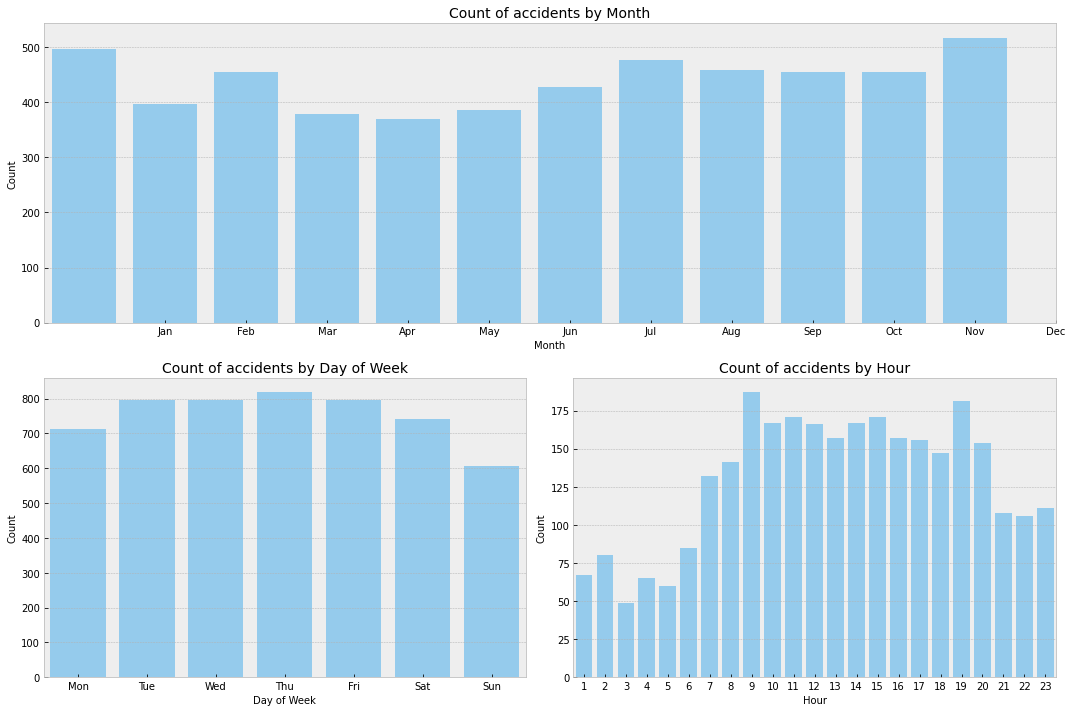 Count of accidents by Month
500
400
300
200
100
0
Count
Jan Feb Mar Apr May Jun Jul Aug Sep Oct Nov Dec
Month
Count of accidents by Day of Week
800
700
600
500
400
300
200
100
0
Count
Mon Tue Wed Thu Fri Sat Sun
Day of Week
Count of accidents by Hour
175
150
125
100
75
50
25
0
Count
1 2 3 4 5 6 7 8 9 10 11 12 13 14 15 16 17 18 19 20 21 22 23
Hour